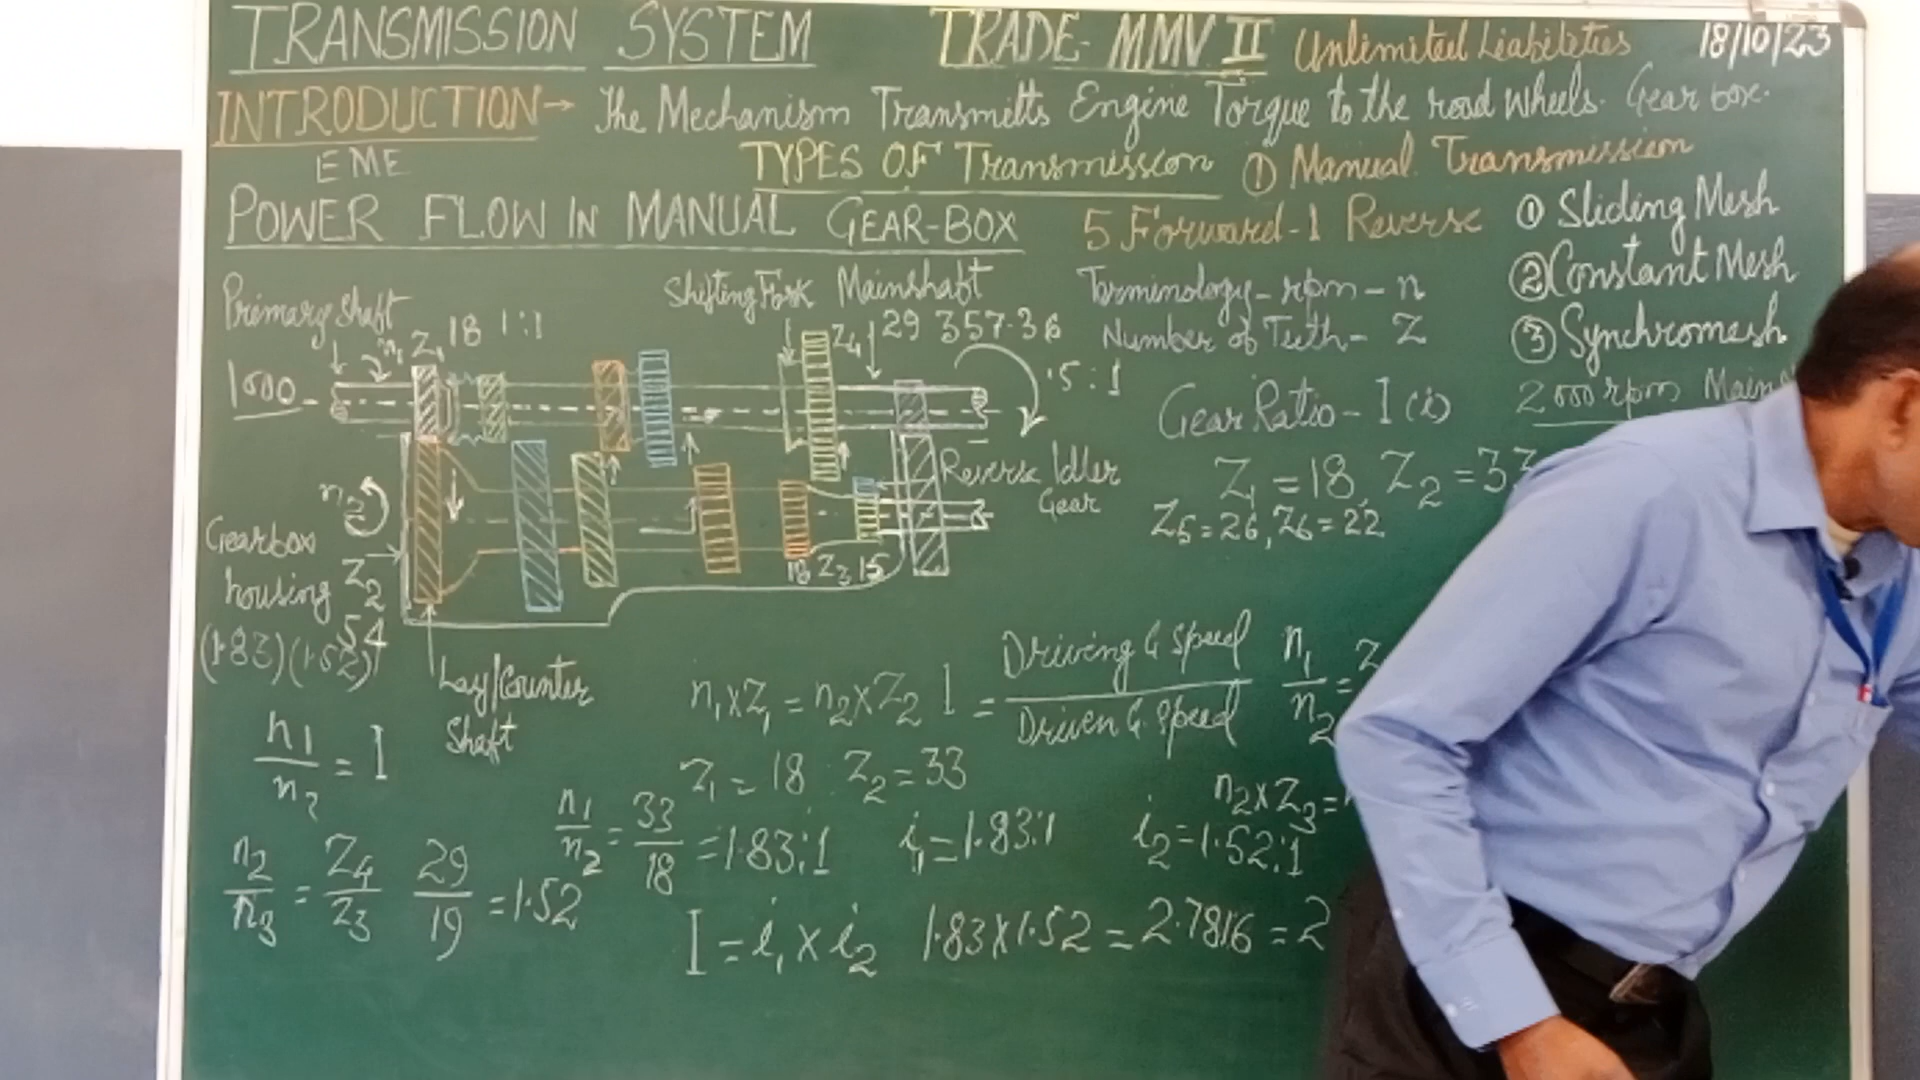 TRANSMISSION SYSTEM TRADE- MMV II Unlimited Liabilities 18/10/23
INTRODUCTION → The Mechanism Transmitts Engine Torque to the road wheels. Gear box.
EME
TYPES OF Transmission ① Manual Transmission
POWER FLOW IN MANUAL GEAR-BOX 5 Forward-1 Reverse
① Sliding Mesh
② Constant Mesh
③ Synchromesh
2000 rpm
Primary Shaft
n1 Z1 18 1:1
Shifting Fork Mainshaft
Z4 29 357.36
.5:1
1000
Terminology- rpm - n
Number of Teeth- Z
Gear Ratio - I (i)
Z1 = 18, Z2 = 33
Z5 = 26, Z6 = 22
Reverse Idler
Gear
n2
Gearbox
housing Z2
54
(1.83)(1.52)
Z3 15
Lay/Counter
Shaft
n1×Z1 = n2×Z2 I = Driving G Speed / Driven G. Speed n1/n2 =
n1/n2 = I
Z1 = 18 Z2 = 33
n1/n2 = 33/18 = 1.83:1 i1 = 1.83:1
n2×Z3 =
i2 = 1.52:1
n2/n3 = Z4/Z3 29/19 = 1.52
I = i1 × i2 1.83×1.52 = 2.7816 = 2